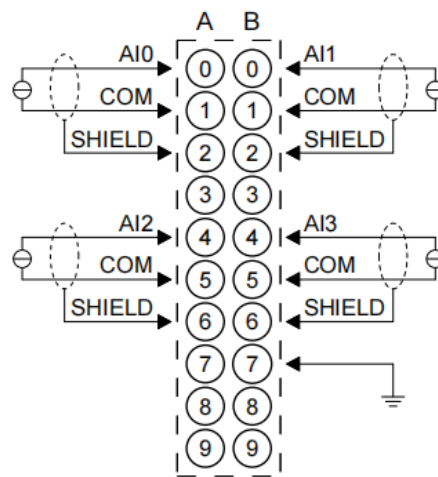 A B
AI0 0 0 AI1
COM 1 1 COM
SHIELD 2 2 SHIELD
3 3
AI2 4 4 AI3
COM 5 5 COM
SHIELD 6 6 SHIELD
7 7
8 8
9 9